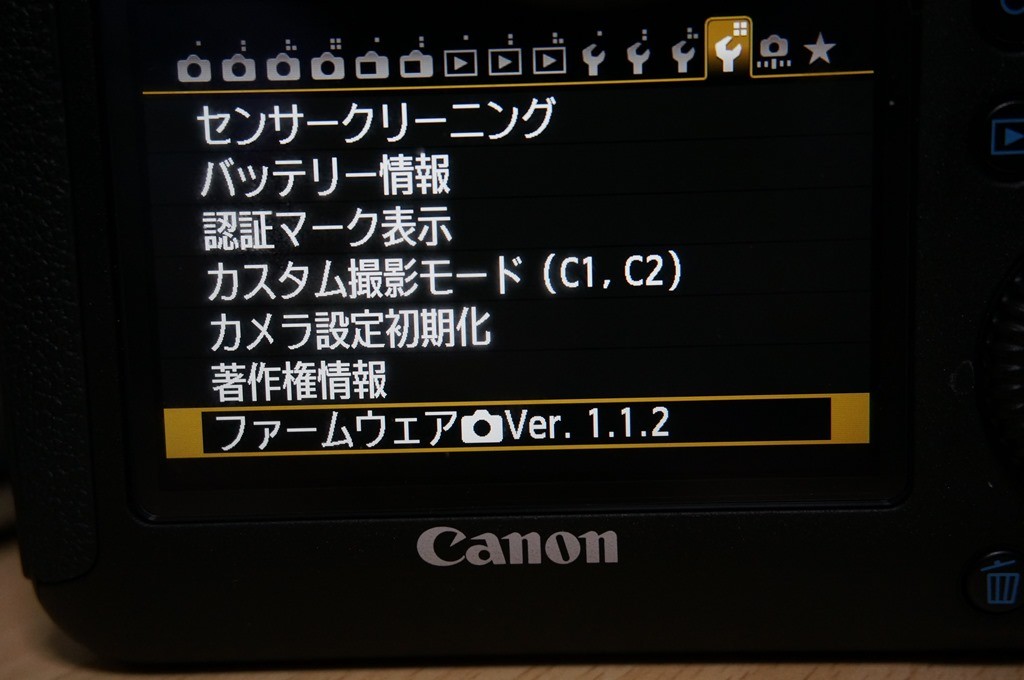 センサークリーニング
バッテリー情報
認証マーク表示
カスタム撮影モード (C1, C2)
カメラ設定初期化
著作権情報
ファームウェア Ver. 1.1.2
Canon